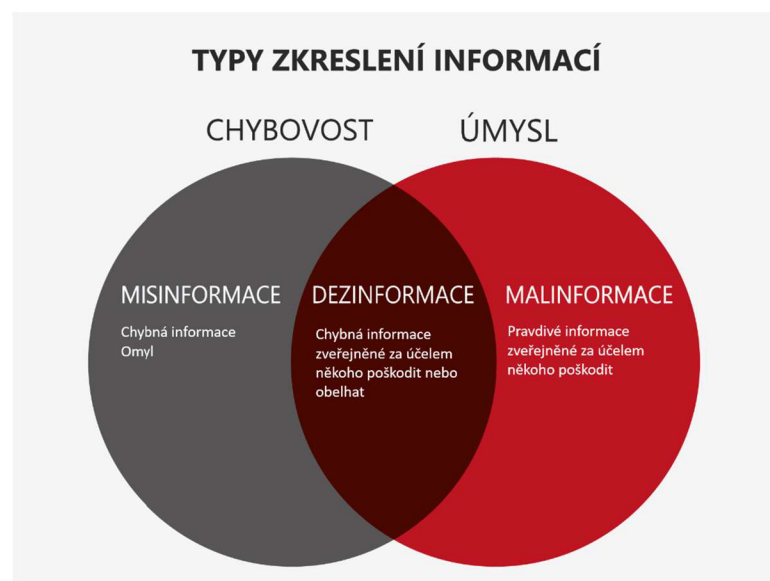 TYPY ZKRESLENÍ INFORMACÍ
CHYBOVOST
ÚMYSL
MISINFORMACE
Chybná informace
Omyl
DEZINFORMACE
Chybná informace
zveřejněné za účelem
někoho poškodit nebo
obelhat
MALINFORMACE
Pravdivé informace
zveřejněné za účelem
někoho poškodit